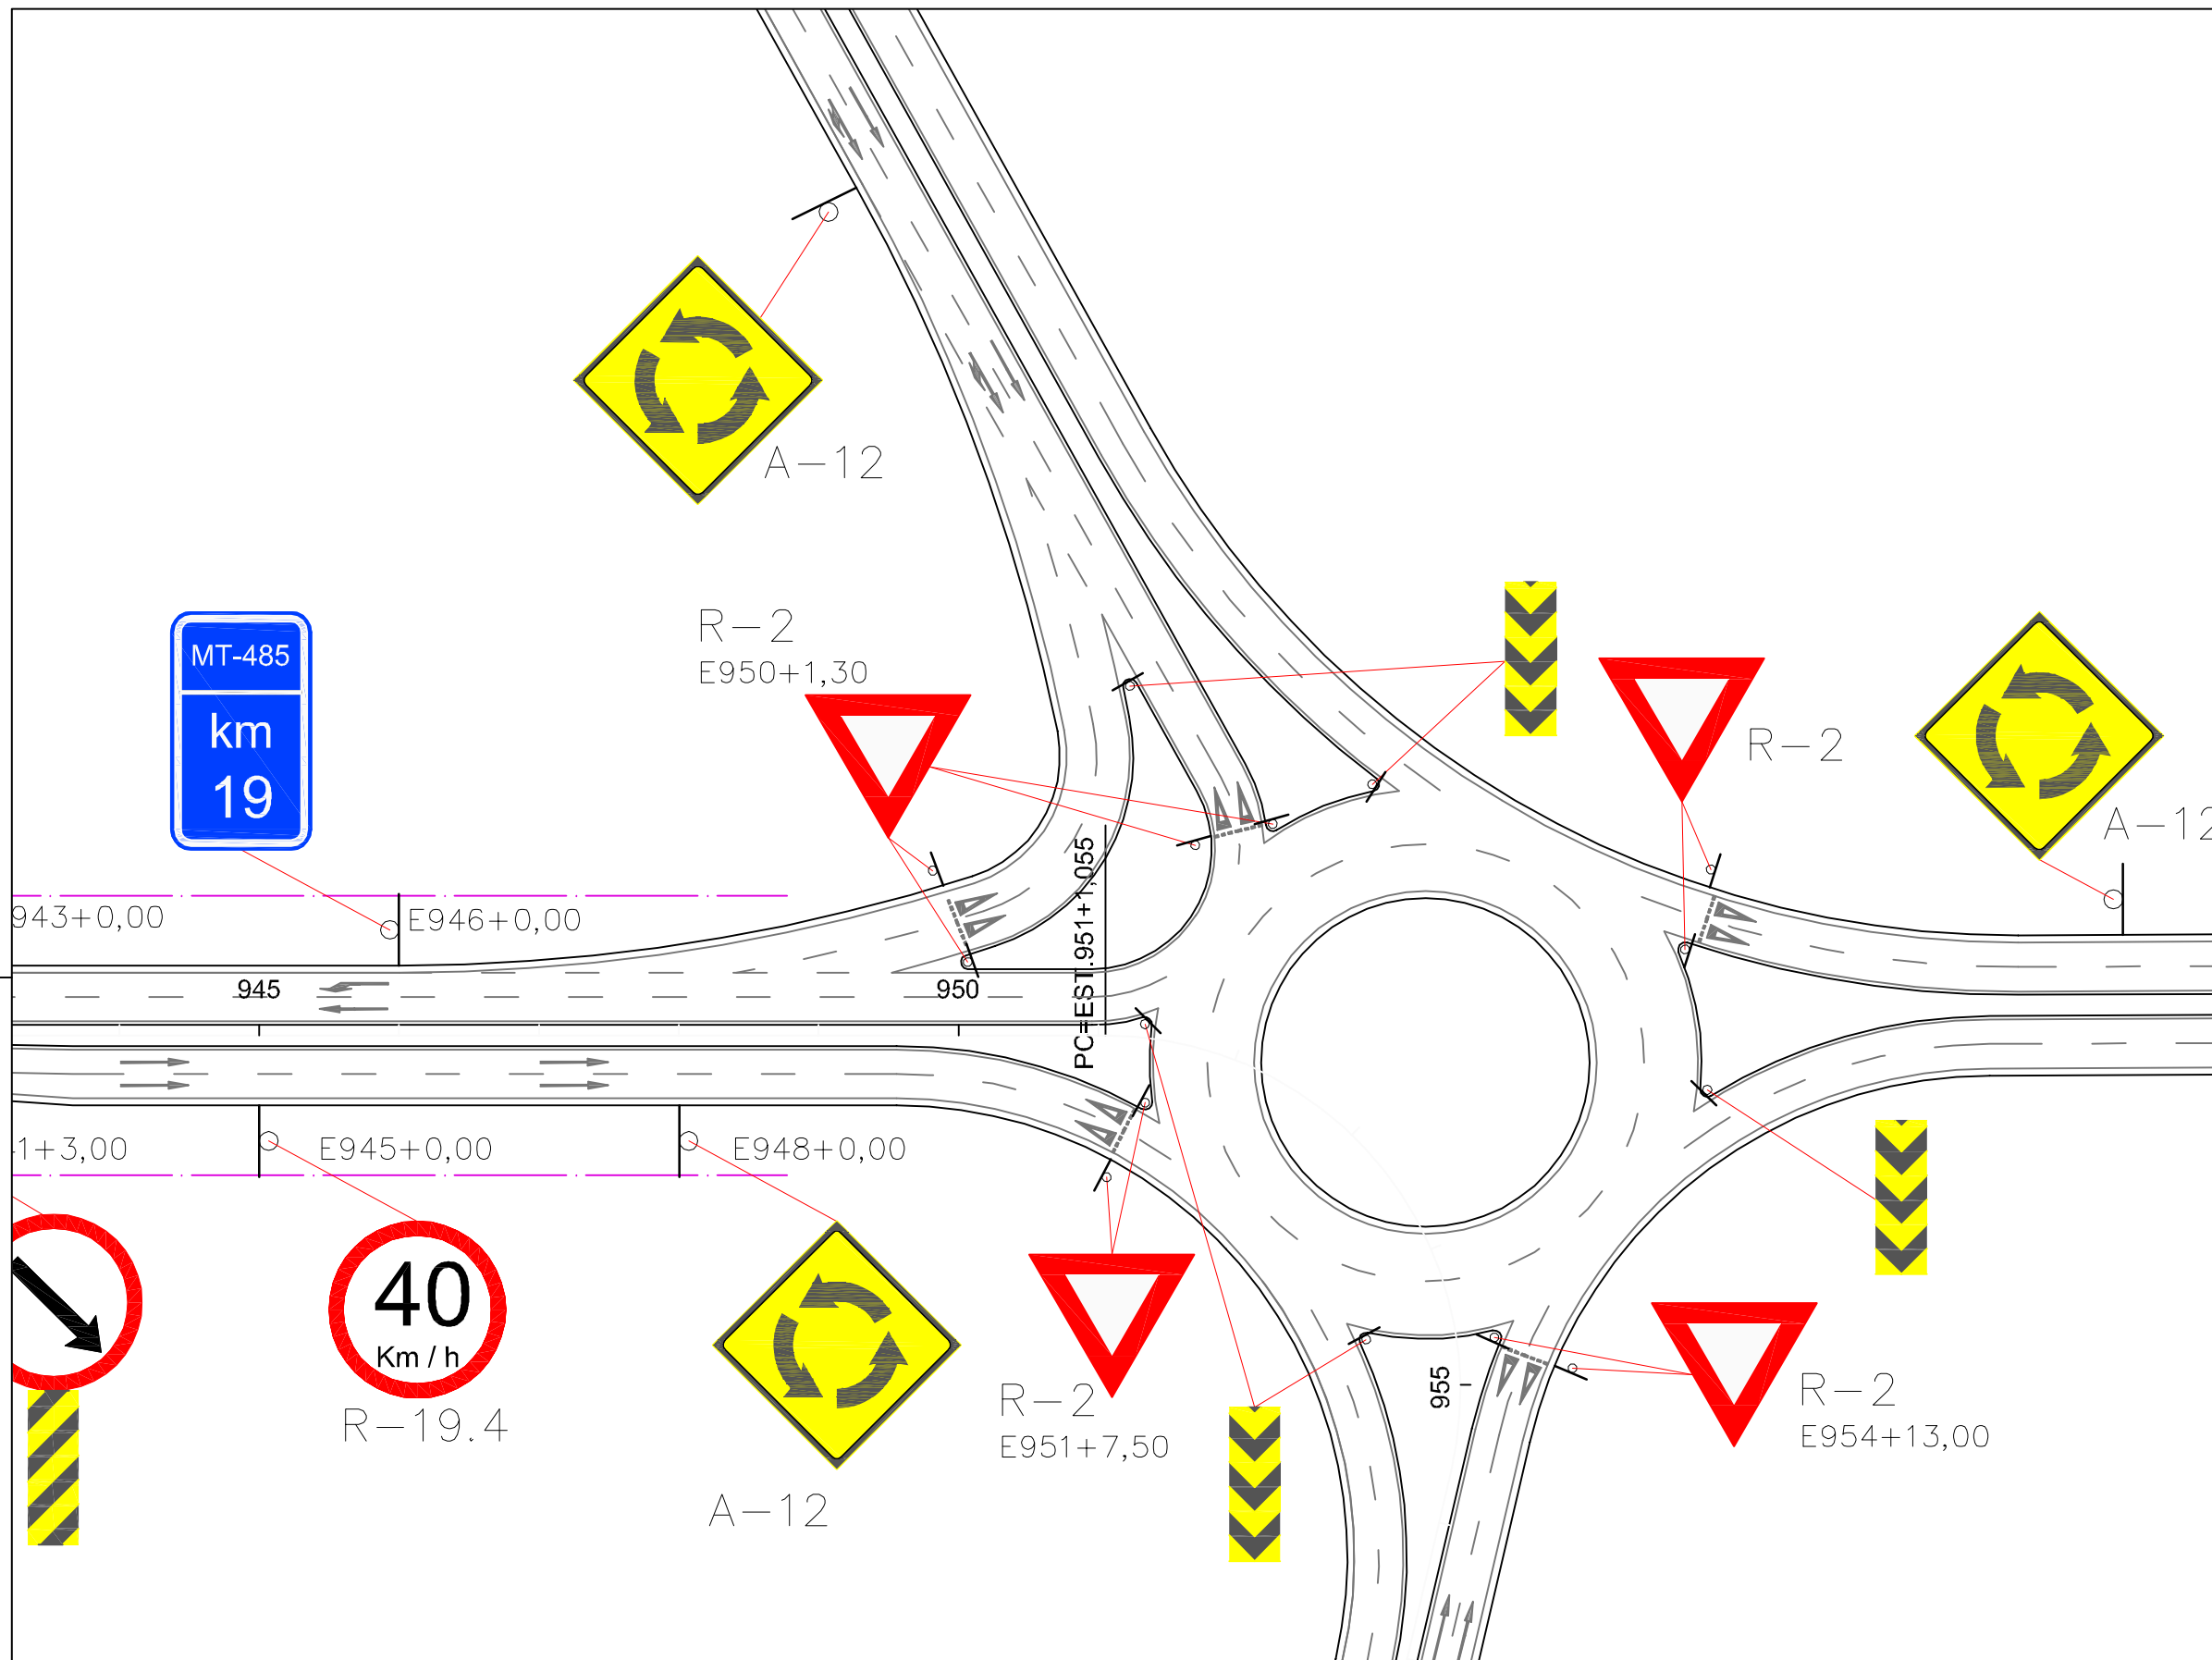 A-12
R-2
E950+1,30
MT-485
km
19
R-2
A-12
943+0,00
E946+0,00
945
950
PC=EST.951+1,055
1+3,00
E945+0,00
E948+0,00
40
Km / h
R-19.4
A-12
R-2
E951+7,50
955
R-2
E954+13,00